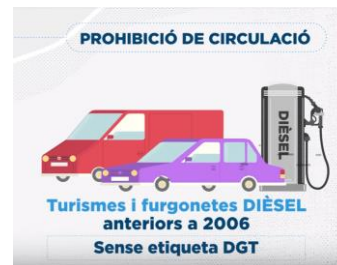 PROHIBICIÓ DE CIRCULACIÓ
DIÈSEL
Turismes i furgonetes DIÈSEL
anteriors a 2006
Sense etiqueta DGT